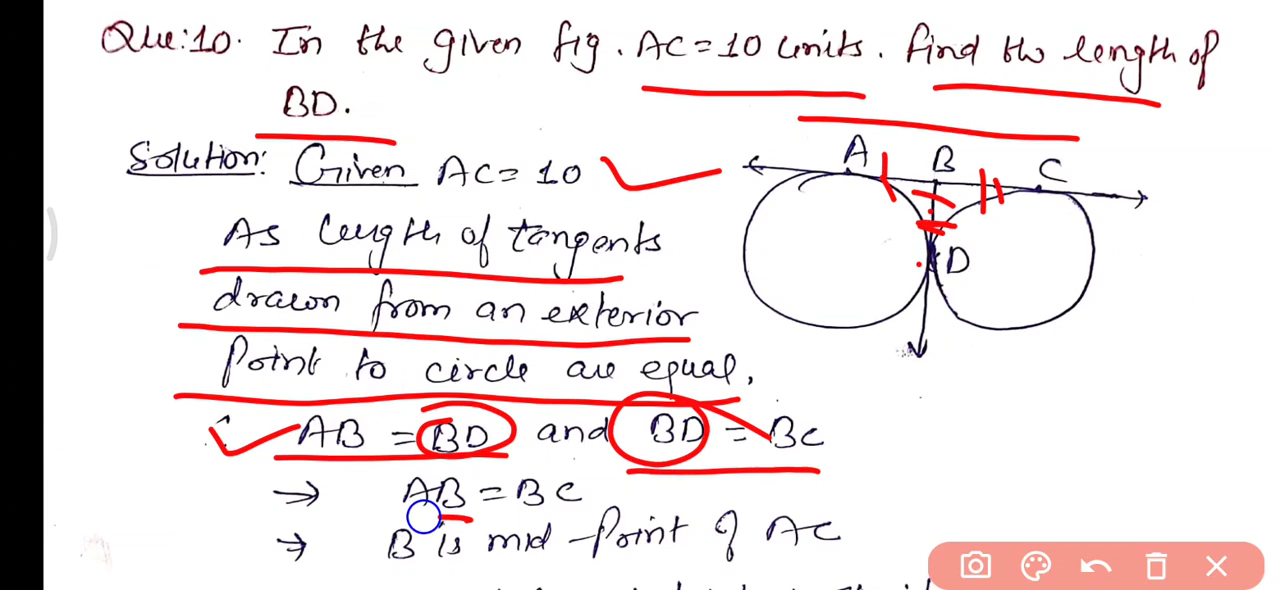 Que:10. In the given fig. AC=10 units. find the length of
BD.
Solution: Given AC=10
As length of tangents
drawn from an exterior
point to circle are equal.
∴ AB = BD and BD = BC
→ AB = BC
→ B is mid-point of AC
A B C
D